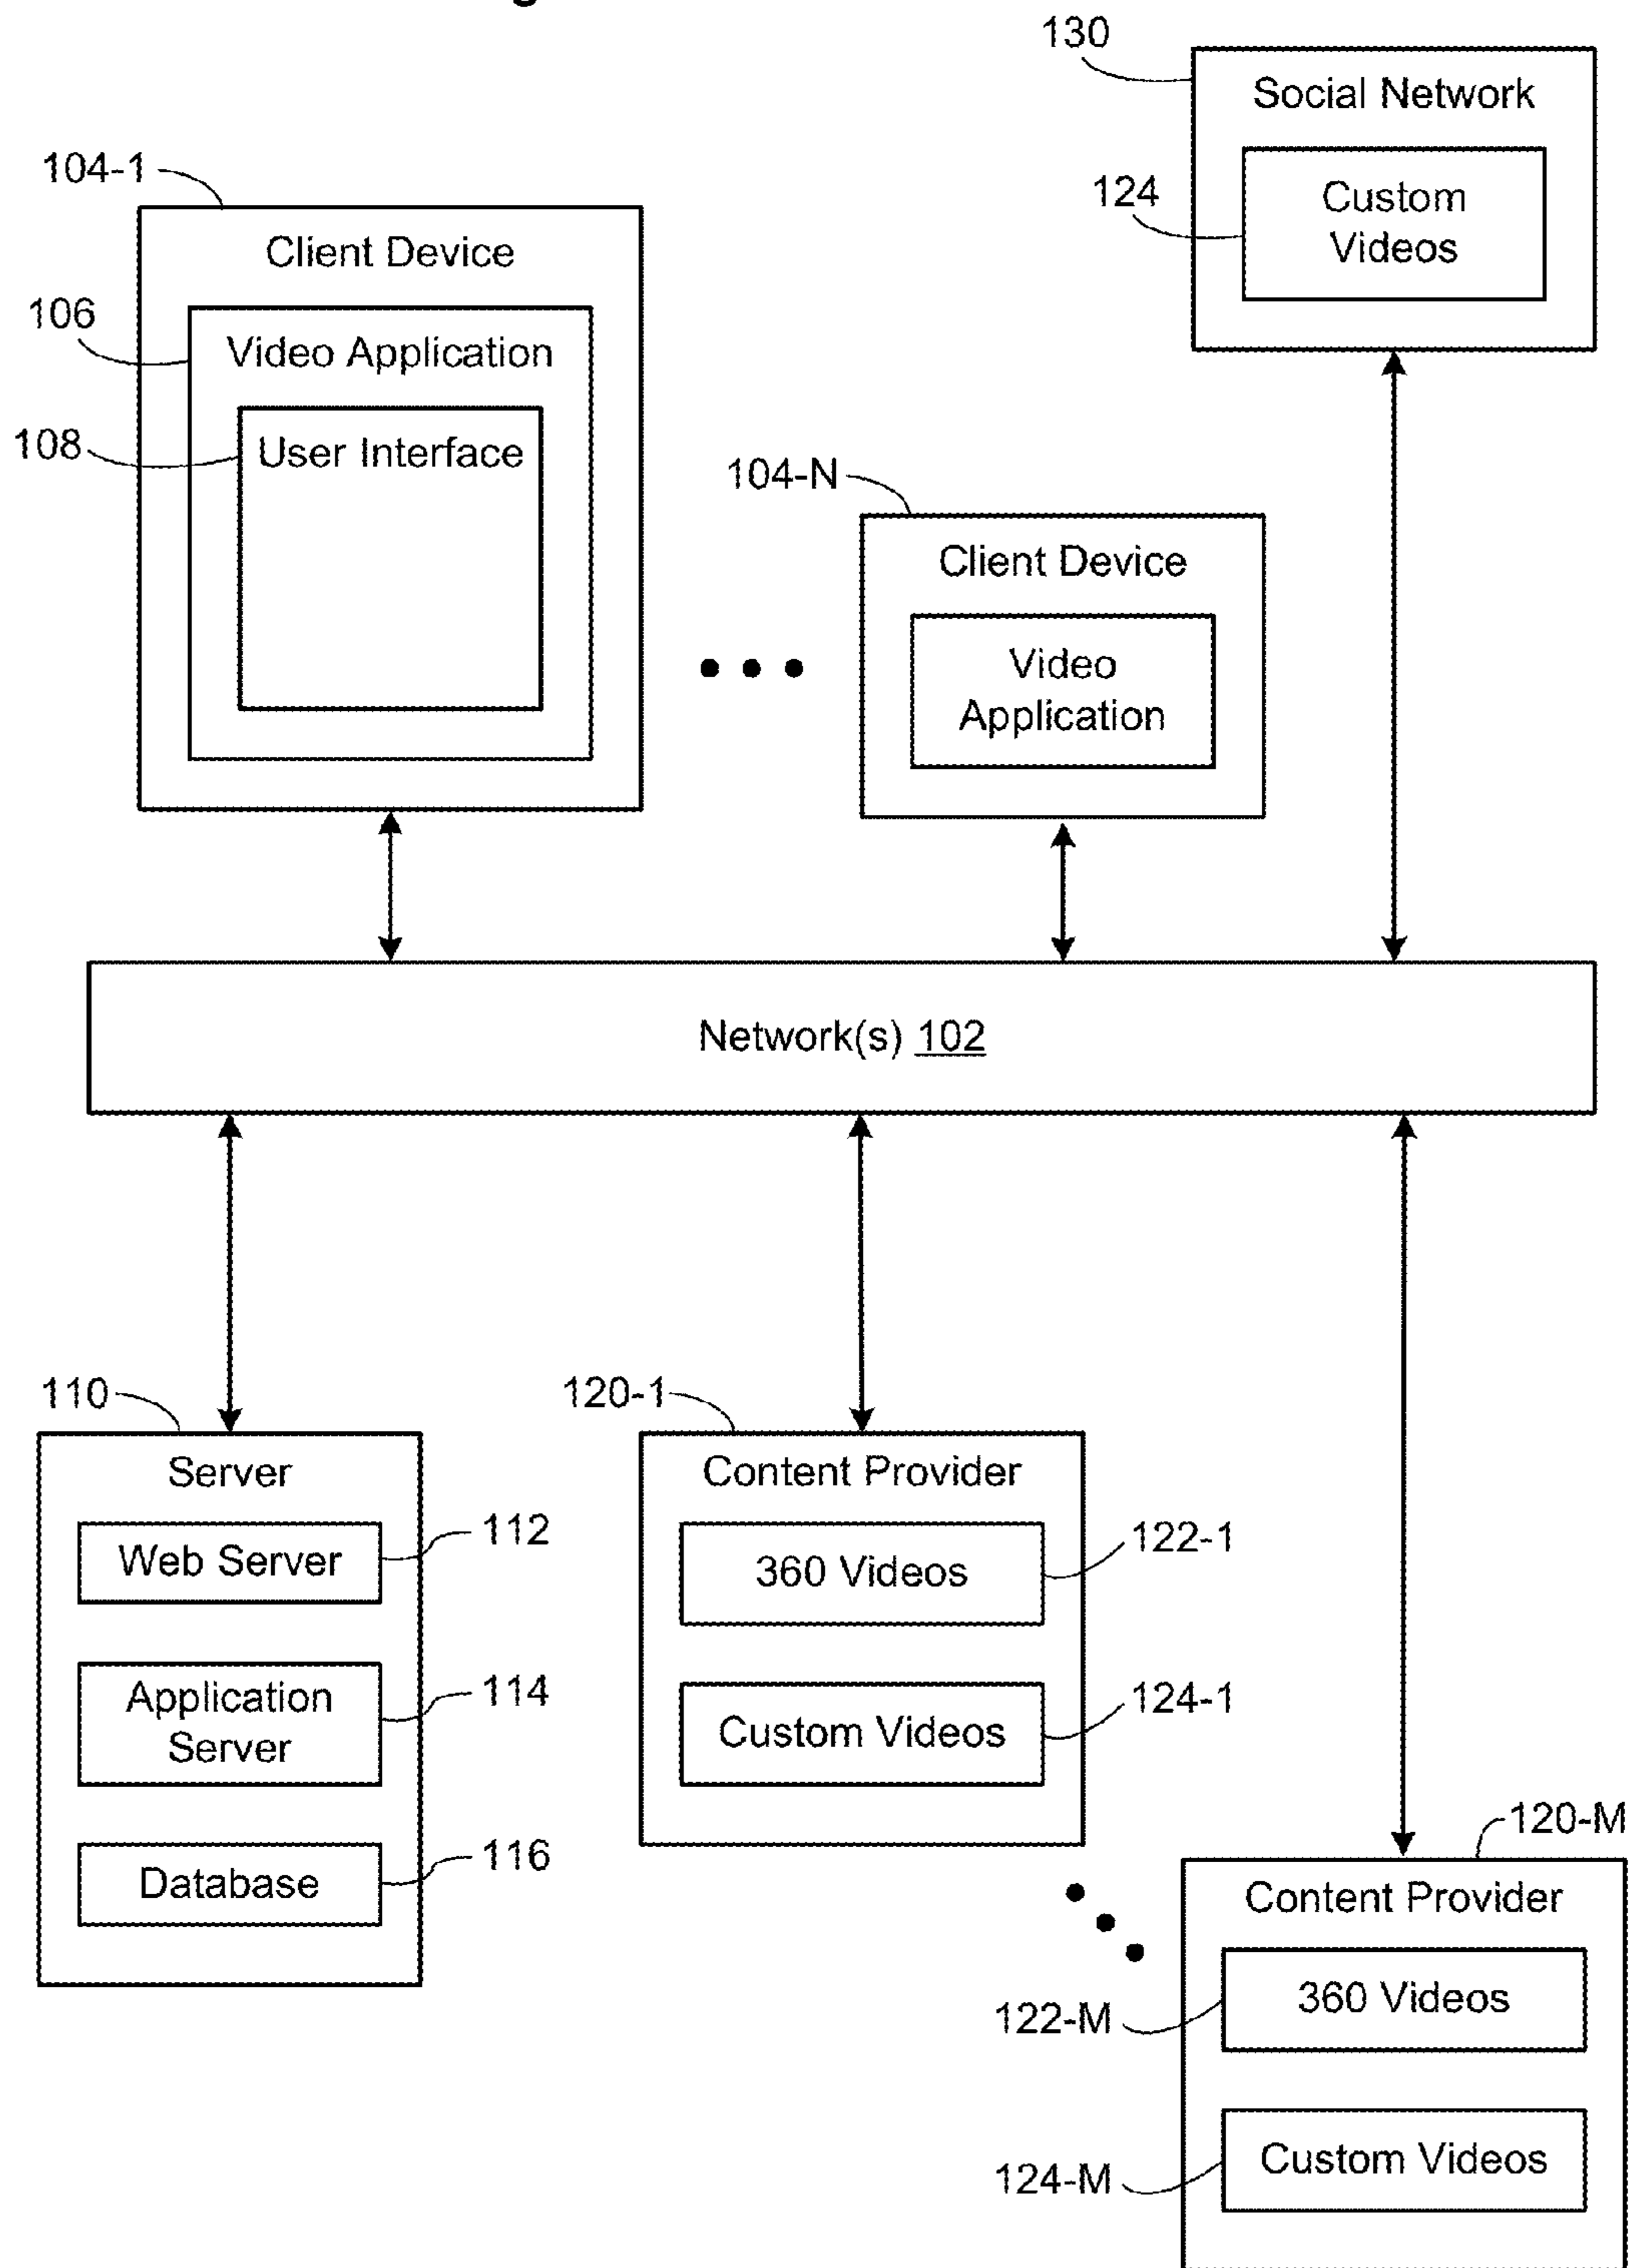 130
Social Network
124
Custom
Videos
104-1
Client Device
106
Video Application
108
User Interface
104-N
Client Device
Video
Application
Network(s) 102
110
Server
Web Server
112
Application
Server
114
Database
116
120-1
Content Provider
360 Videos
122-1
Custom Videos
124-1
120-M
Content Provider
360 Videos
122-M
Custom Videos
124-M